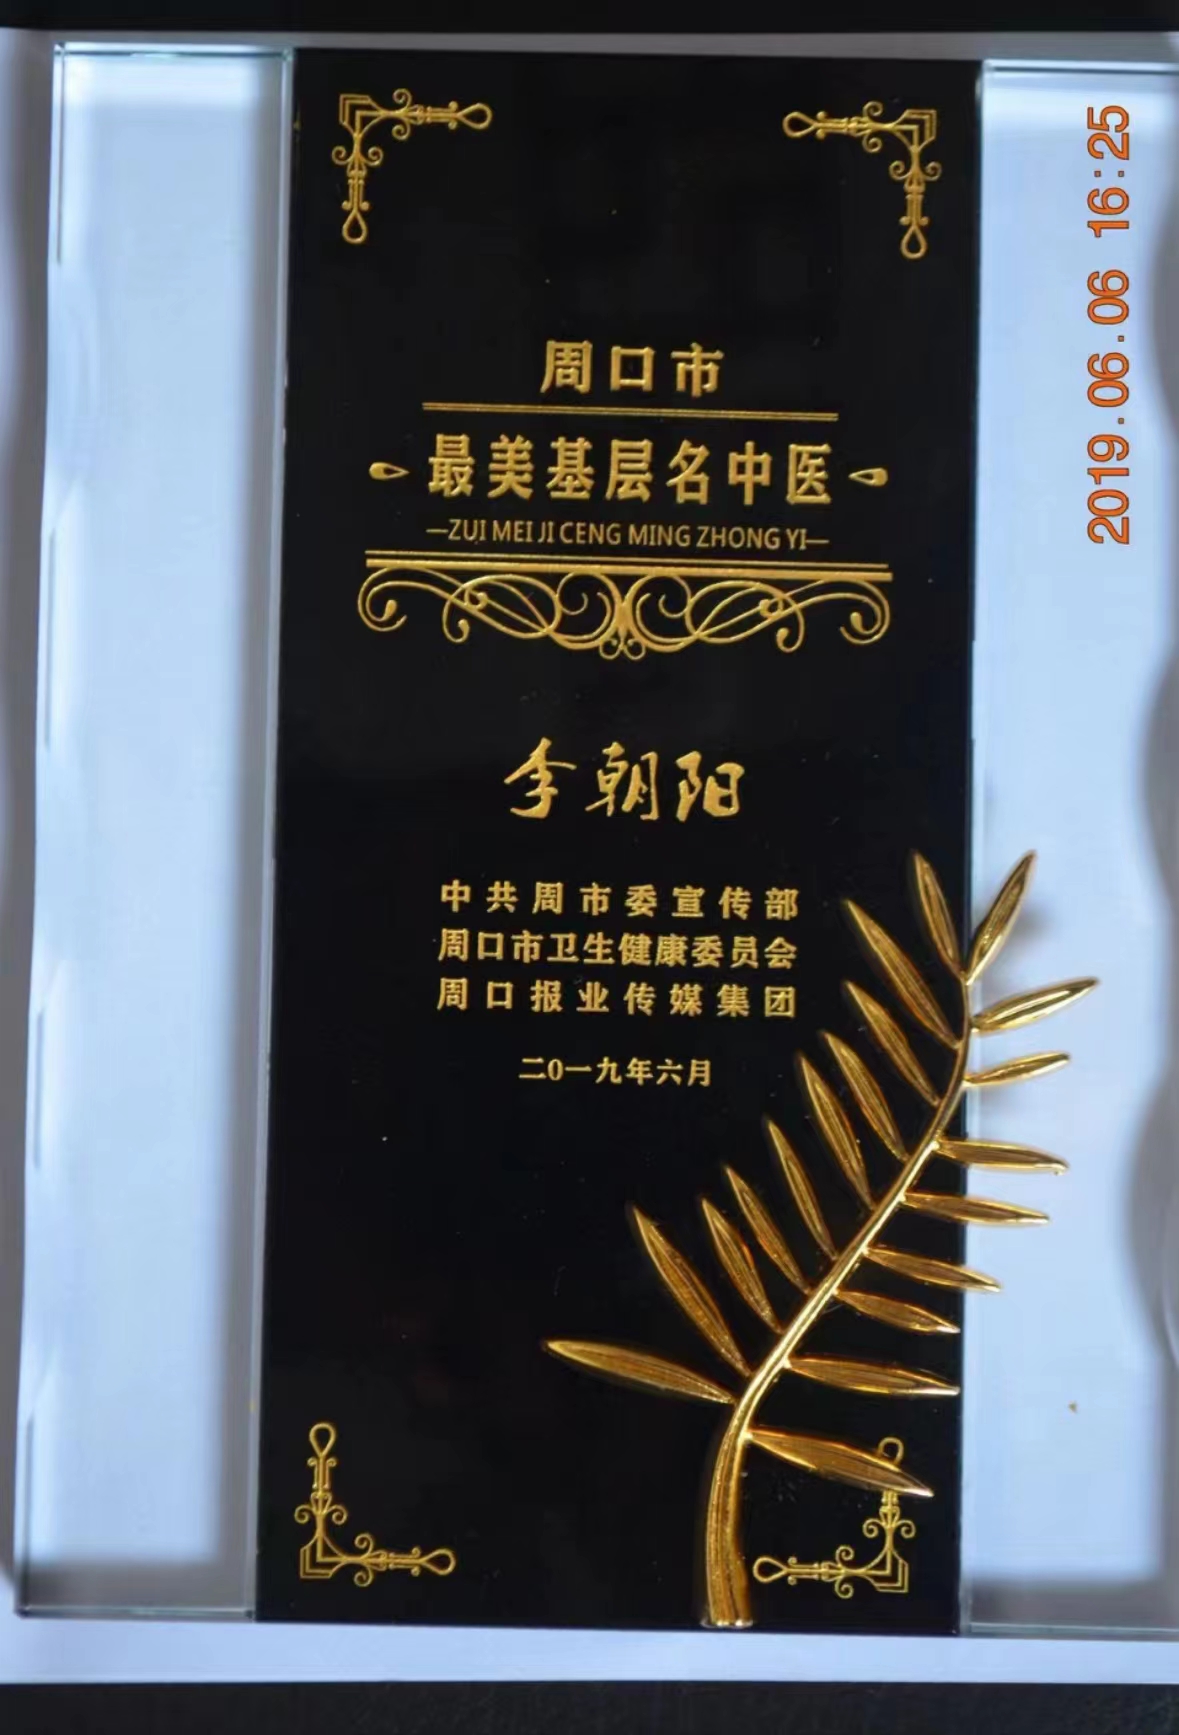 周口市
最美基层名中医
—ZUI MEI JI CENG MING ZHONG YI—
李朝阳
中共周市委宣传部
周口市卫生健康委员会
周口报业传媒集团
二0一九年六月
2019.06.06 16:25